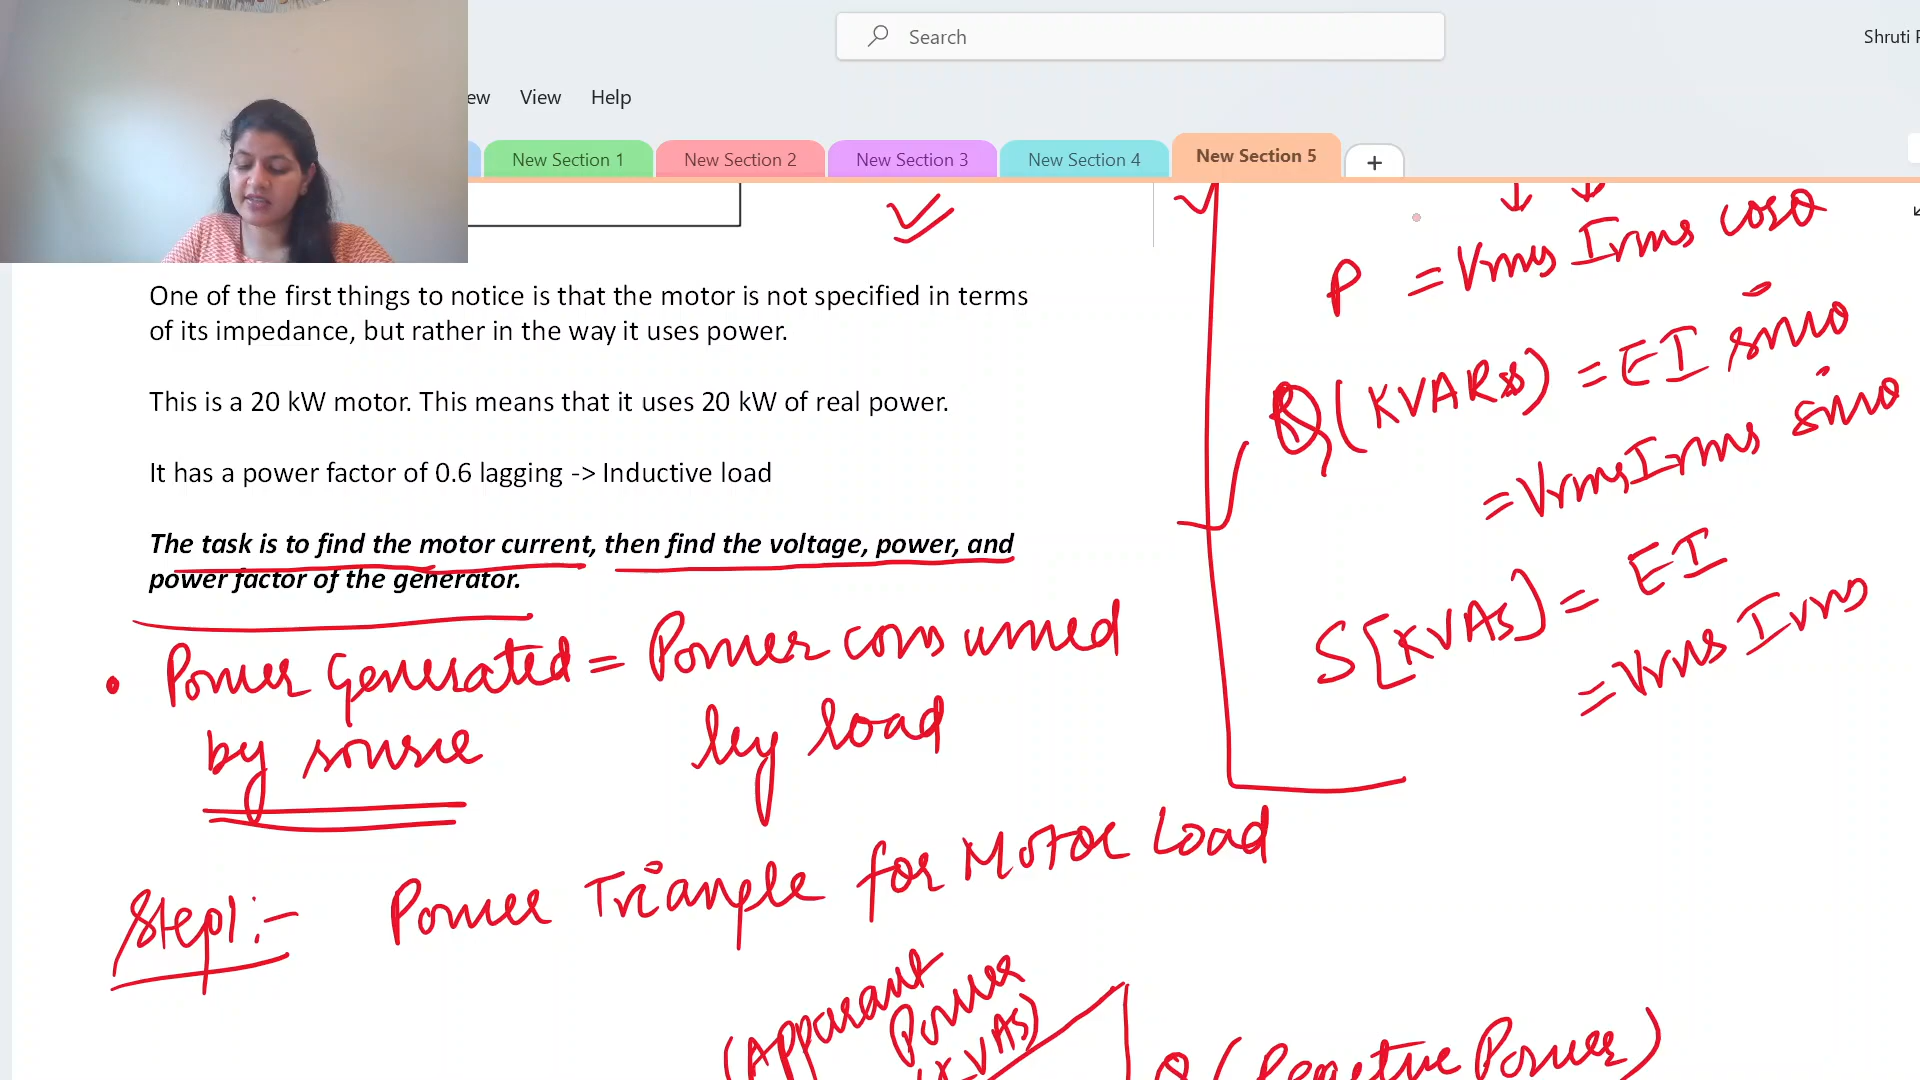 Search
Shruti
ew View Help
New Section 1 New Section 2 New Section 3 New Section 4 New Section 5 +
One of the first things to notice is that the motor is not specified in terms
of its impedance, but rather in the way it uses power.
This is a 20 kW motor. This means that it uses 20 kW of real power.
It has a power factor of 0.6 lagging -> Inductive load
The task is to find the motor current, then find the voltage, power, and
power factor of the generator.
• Power Generated = Power consumed
by source by load
Step1:- Power Triangle for Motor Load
(Apparant
Power
KVAs)
Q (Reactive Power)
P = Vrms Irms cosθ
Q (KVARs) = EI sinθ
= Vrms Irms sinθ
S[KVAs] = EI
= Vrms Irms